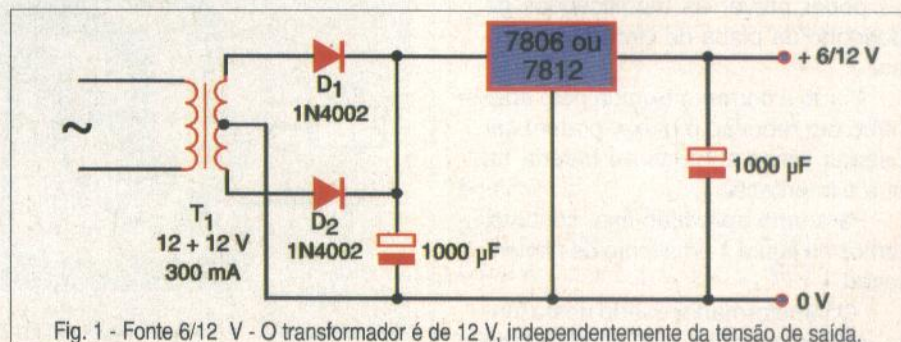 7806 ou
7812
+ 6/12 V
D1
1N4002
D2
1N4002
T1
12 + 12 V
300 mA
1000 µF
1000 µF
0 V
Fig. 1 - Fonte 6/12 V - O transformador é de 12 V, independentemente da tensão de saída.